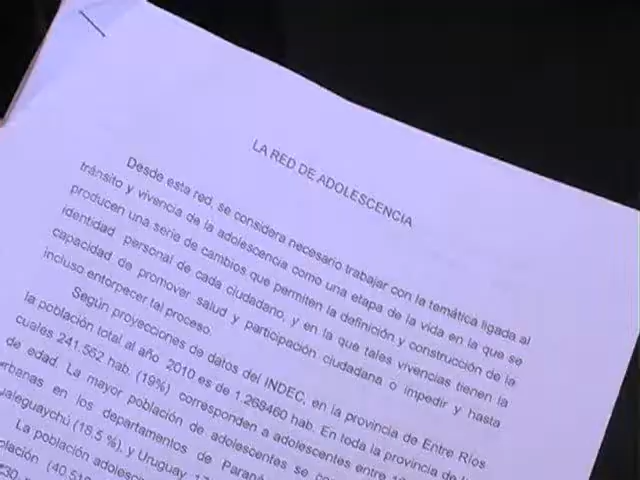 LA RED DE ADOLESCENCIA
Desde esta red, se considera necesario trabajar con la temática ligada al
tránsito y vivencia de la adolescencia como una etapa de la vida en la que se
producen una serie de cambios que permiten la definición y construcción de la
identidad personal de cada ciudadano, y en la que tales vivencias tienen la
capacidad de promover salud y participación ciudadana o impedir y hasta
incluso entorpecer tal proceso.
Según proyecciones de datos del INDEC, en la provincia de Entre Ríos
la población total al año 2010 es de 1.268460 hab. En toda la provincia de
cuales 241.562 hab. (19%) corresponden a adolescentes entre
de edad. La mayor población de adolescentes se
urbanas en los departamentos de Paraná
ualeguaychú (18,5 %), y Uruguay
La población